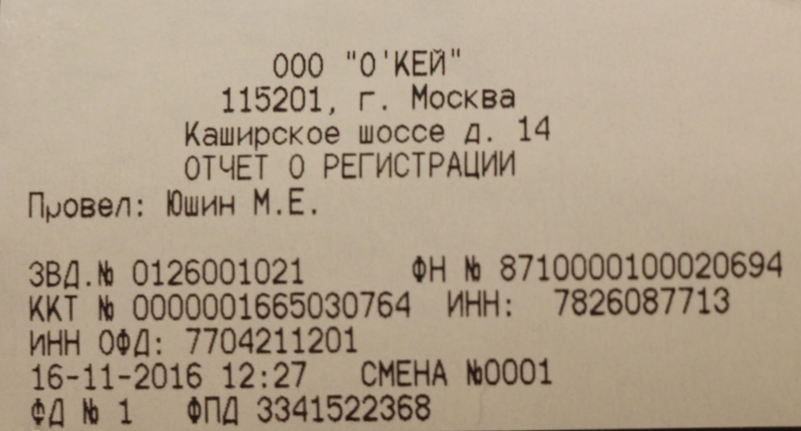 ООО "О'КЕЙ"
115201, г. Москва
Каширское шоссе д. 14
ОТЧЕТ О РЕГИСТРАЦИИ
Провел: Юшин М.Е.
ЗВД.№ 0126001021 ФН № 8710000100020694
ККТ № 0000001665030764 ИНН: 7826087713
ИНН ОФД: 7704211201
16-11-2016 12:27 СМЕНА №0001
ФД № 1 ФПД 3341522368